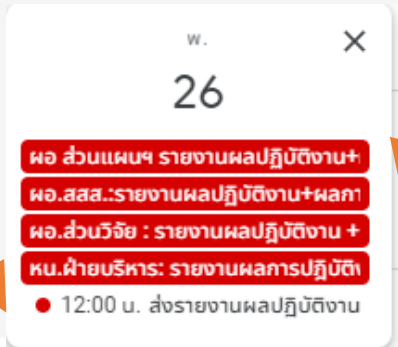 พ.
26
ผอ ส่วนแผนฯ รายงานผลปฏิบัติงาน+
ผอ.สสส.:รายงานผลปฏิบัติงาน+ผลกา
ผอ.ส่วนวิจัย : รายงานผลปฏิบัติงาน +
หน.ฝ่ายบริหาร: รายงานผลการปฏิบัติง
12:00 น. ส่งรายงานผลปฏิบัติงาน